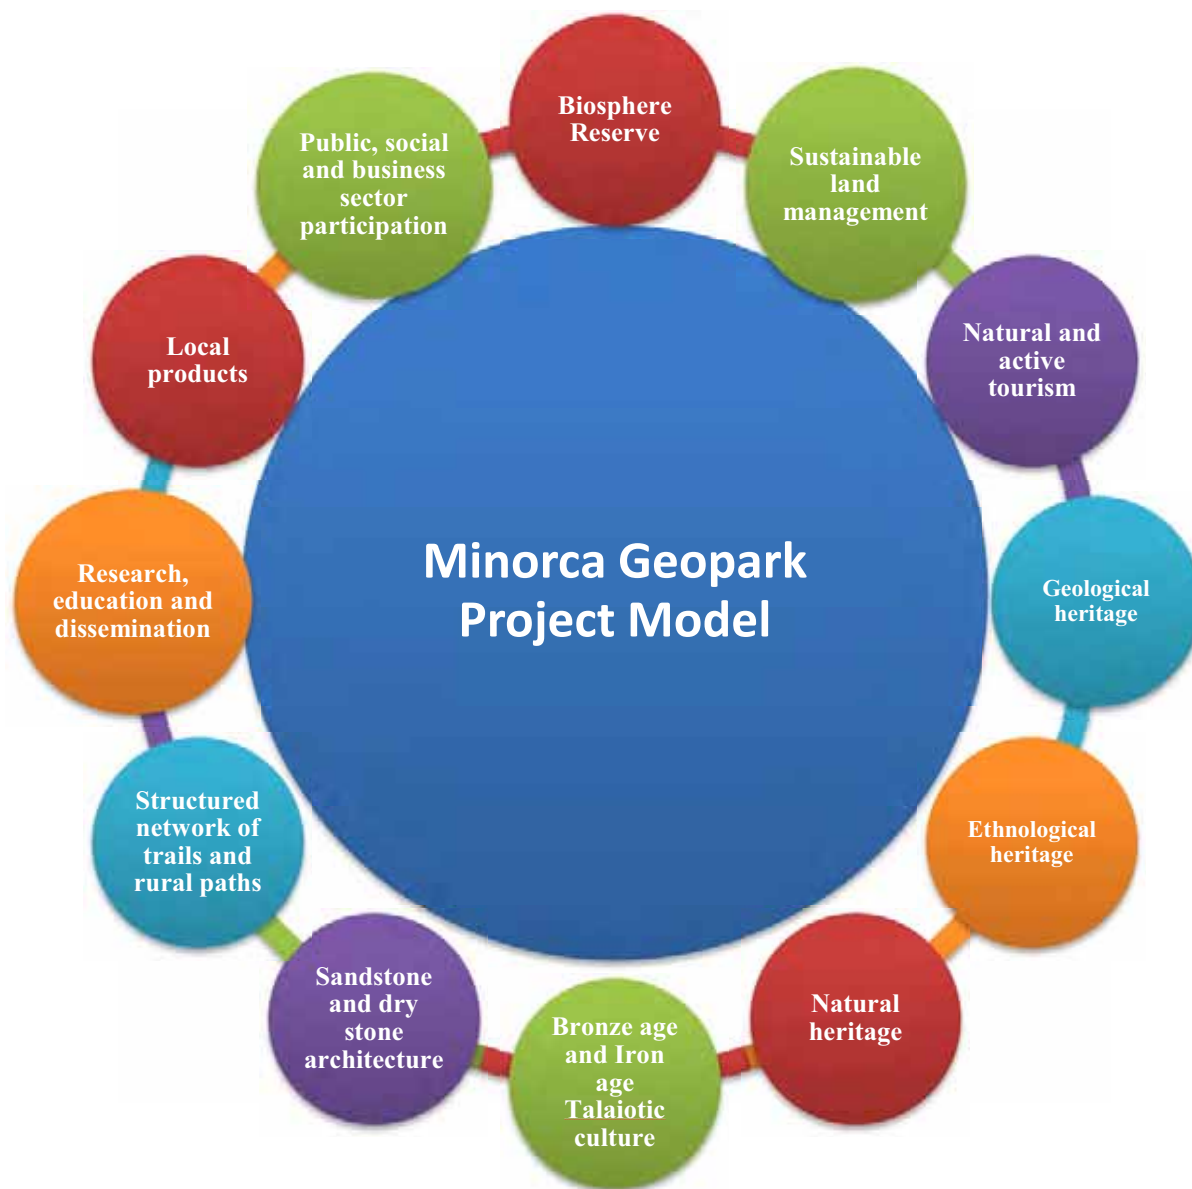 Biosphere
Reserve
Sustainable
land
management
Natural and
active
tourism
Geological
heritage
Ethnological
heritage
Natural
heritage
Bronze age
and Iron
age
Talaiotic
culture
Sandstone
and dry
stone
architecture
Structured
network of
trails and
rural paths
Research,
education and
dissemination
Local
products
Public, social
and business
sector
participation
Minorca Geopark
Project Model